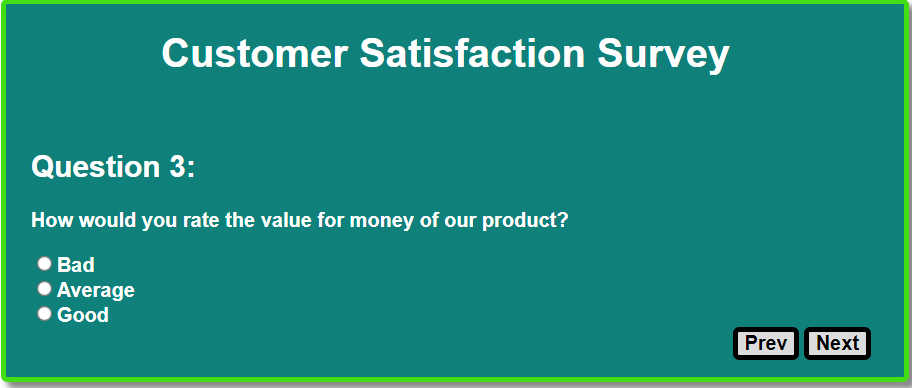 Customer Satisfaction Survey
Question 3:
How would you rate the value for money of our product?
Bad
Average
Good
Prev Next